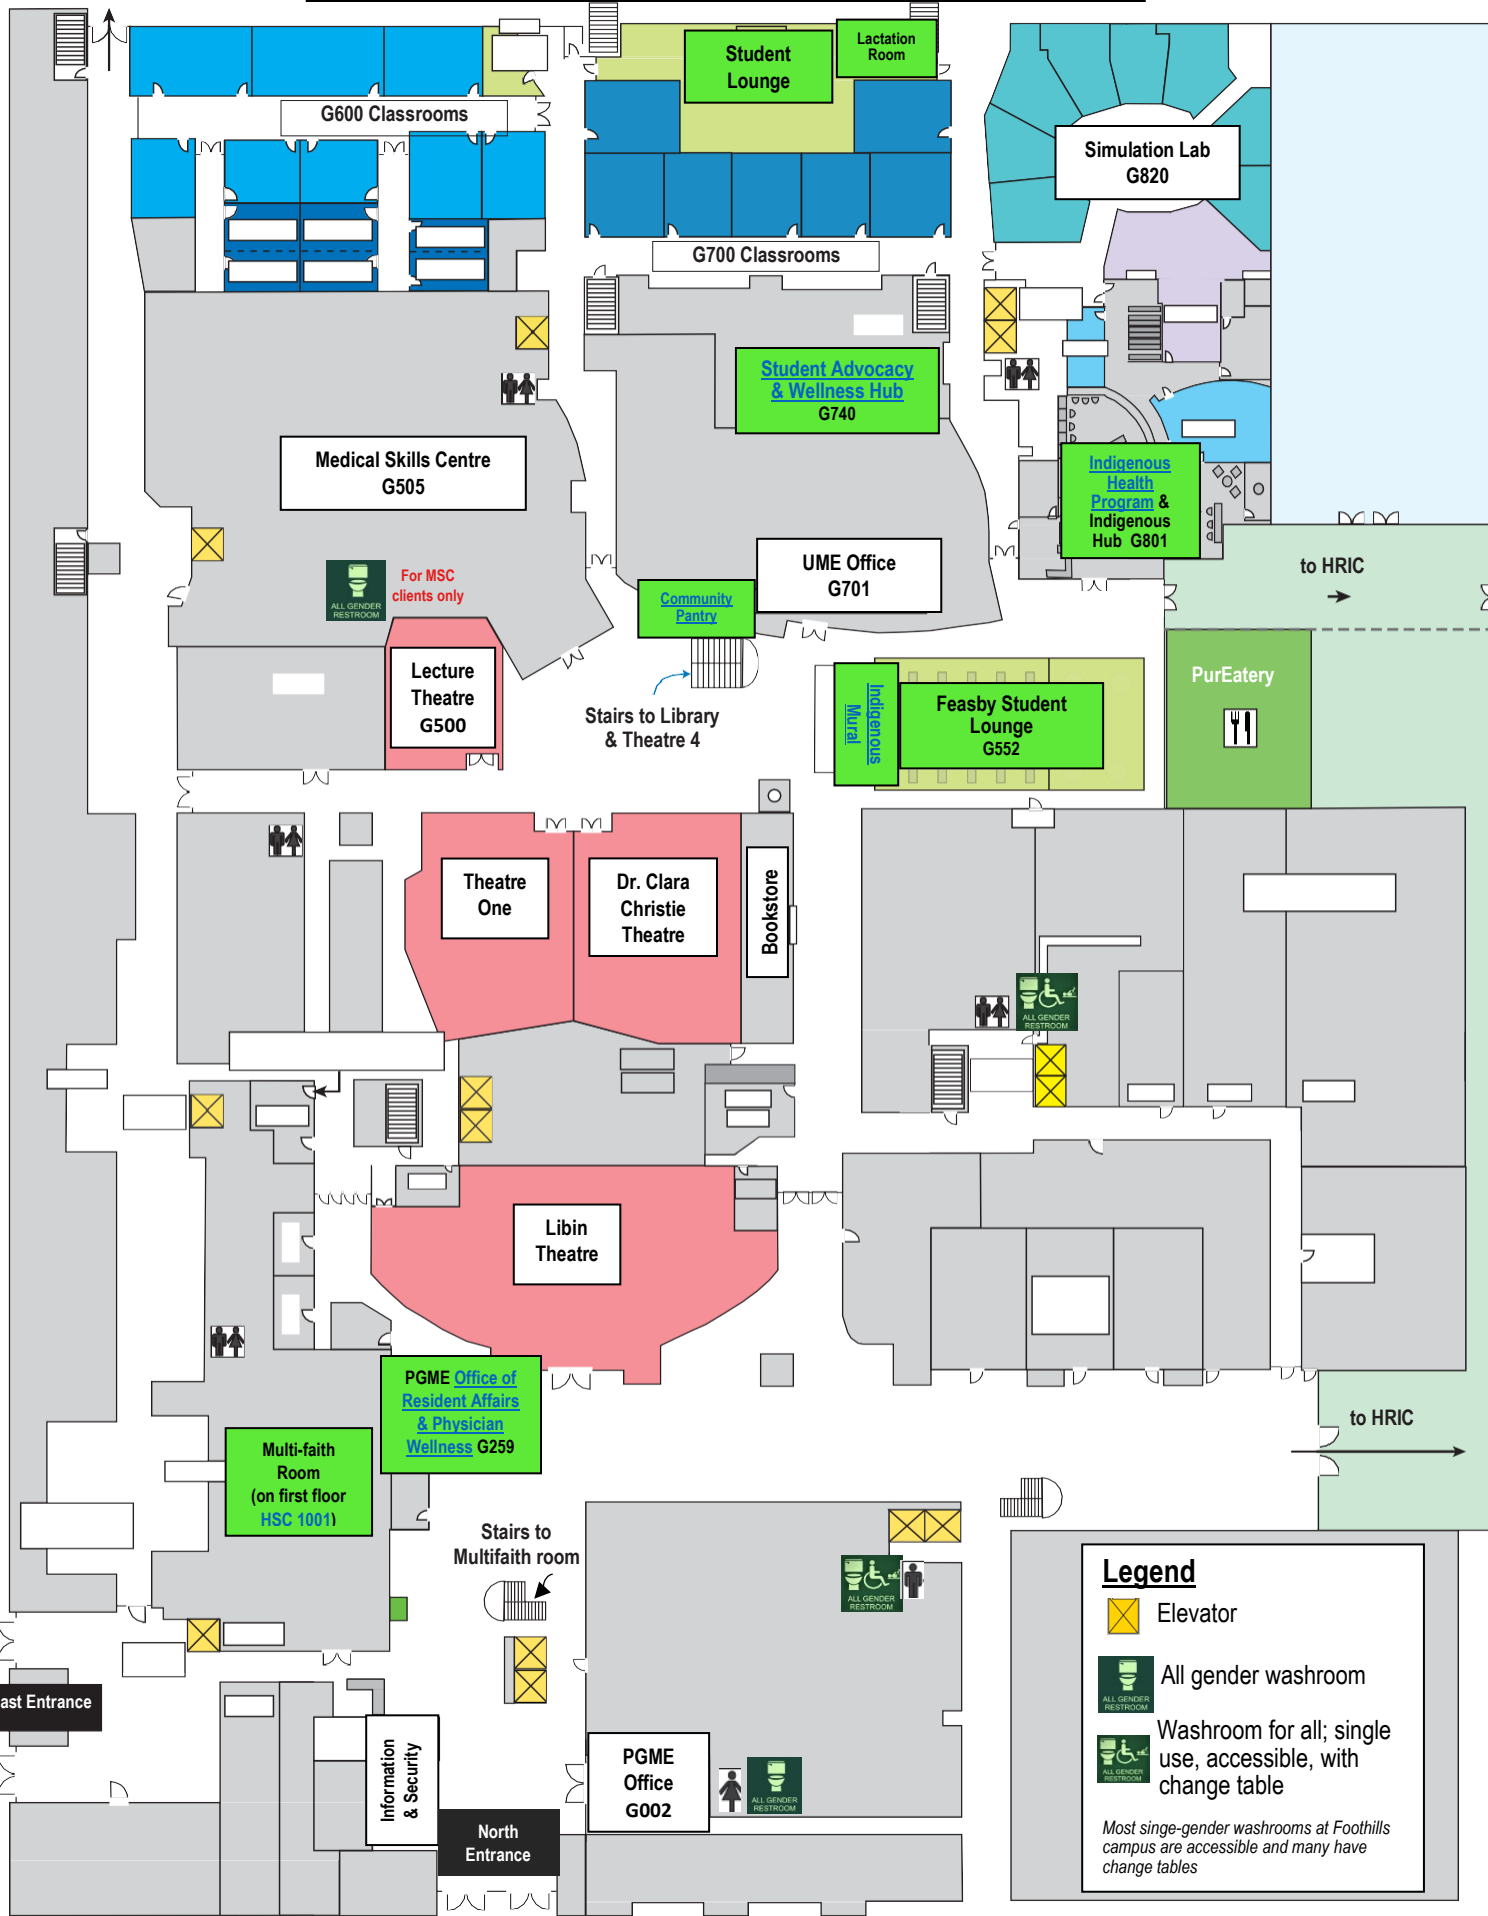 Student
Lounge
Lactation
Room
G600 Classrooms
Simulation Lab
G820
G700 Classrooms
Student Advocacy
& Wellness Hub
G740
Medical Skills Centre
G505
Indigenous
Health
Program &
Indigenous
Hub G801
UME Office
G701
to HRIC
For MSC
clients only
ALL GENDER
RESTROOM
Community
Pantry
Lecture
Theatre
G500
Stairs to Library
& Theatre 4
Indigenous
Mural
Feasby Student
Lounge
G552
PurEatery
Theatre
One
Dr. Clara
Christie
Theatre
Bookstore
ALL GENDER
RESTROOM
Libin
Theatre
PGME Office of
Resident Affairs
& Physician
Wellness G259
to HRIC
Multi-faith
Room
(on first floor
HSC 1001)
Stairs to
Multifaith room
ALL GENDER
RESTROOM
Legend
Elevator
ALL GENDER
RESTROOM
All gender washroom
ALL GENDER
RESTROOM
Washroom for all; single
use, accessible, with
change table
Most singe-gender washrooms at Foothills
campus are accessible and many have
change tables
ast Entrance
Information
& Security
PGME
Office
G002
ALL GENDER
RESTROOM
North
Entrance